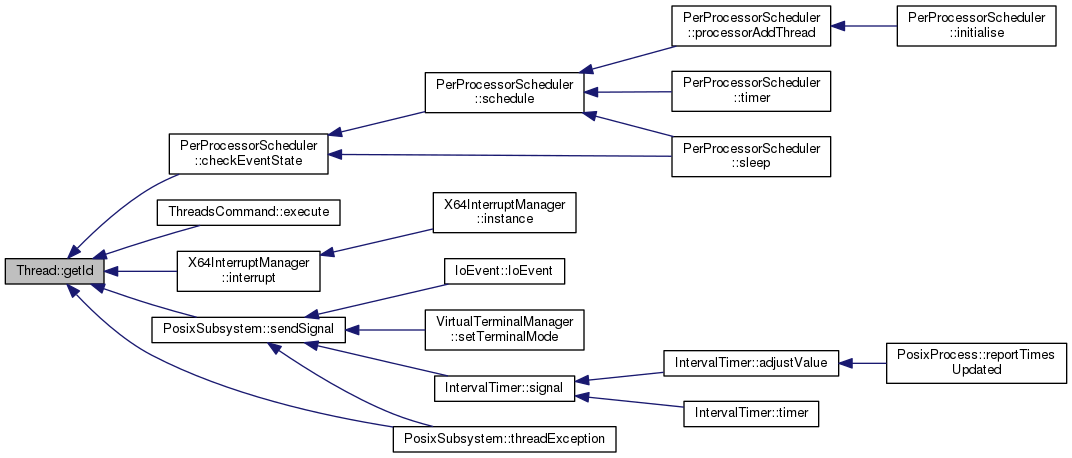 PerProcessorScheduler
::processorAddThread
PerProcessorScheduler
::initialise
PerProcessorScheduler
::schedule
PerProcessorScheduler
::timer
PerProcessorScheduler
::checkEventState
PerProcessorScheduler
::sleep
ThreadsCommand::execute
X64InterruptManager
::instance
Thread::getId
X64InterruptManager
::interrupt
IoEvent::IoEvent
PosixSubsystem::sendSignal
VirtualTerminalManager
::setTerminalMode
IntervalTimer::signal
IntervalTimer::adjustValue
PosixProcess::reportTimes
Updated
IntervalTimer::timer
PosixSubsystem::threadException